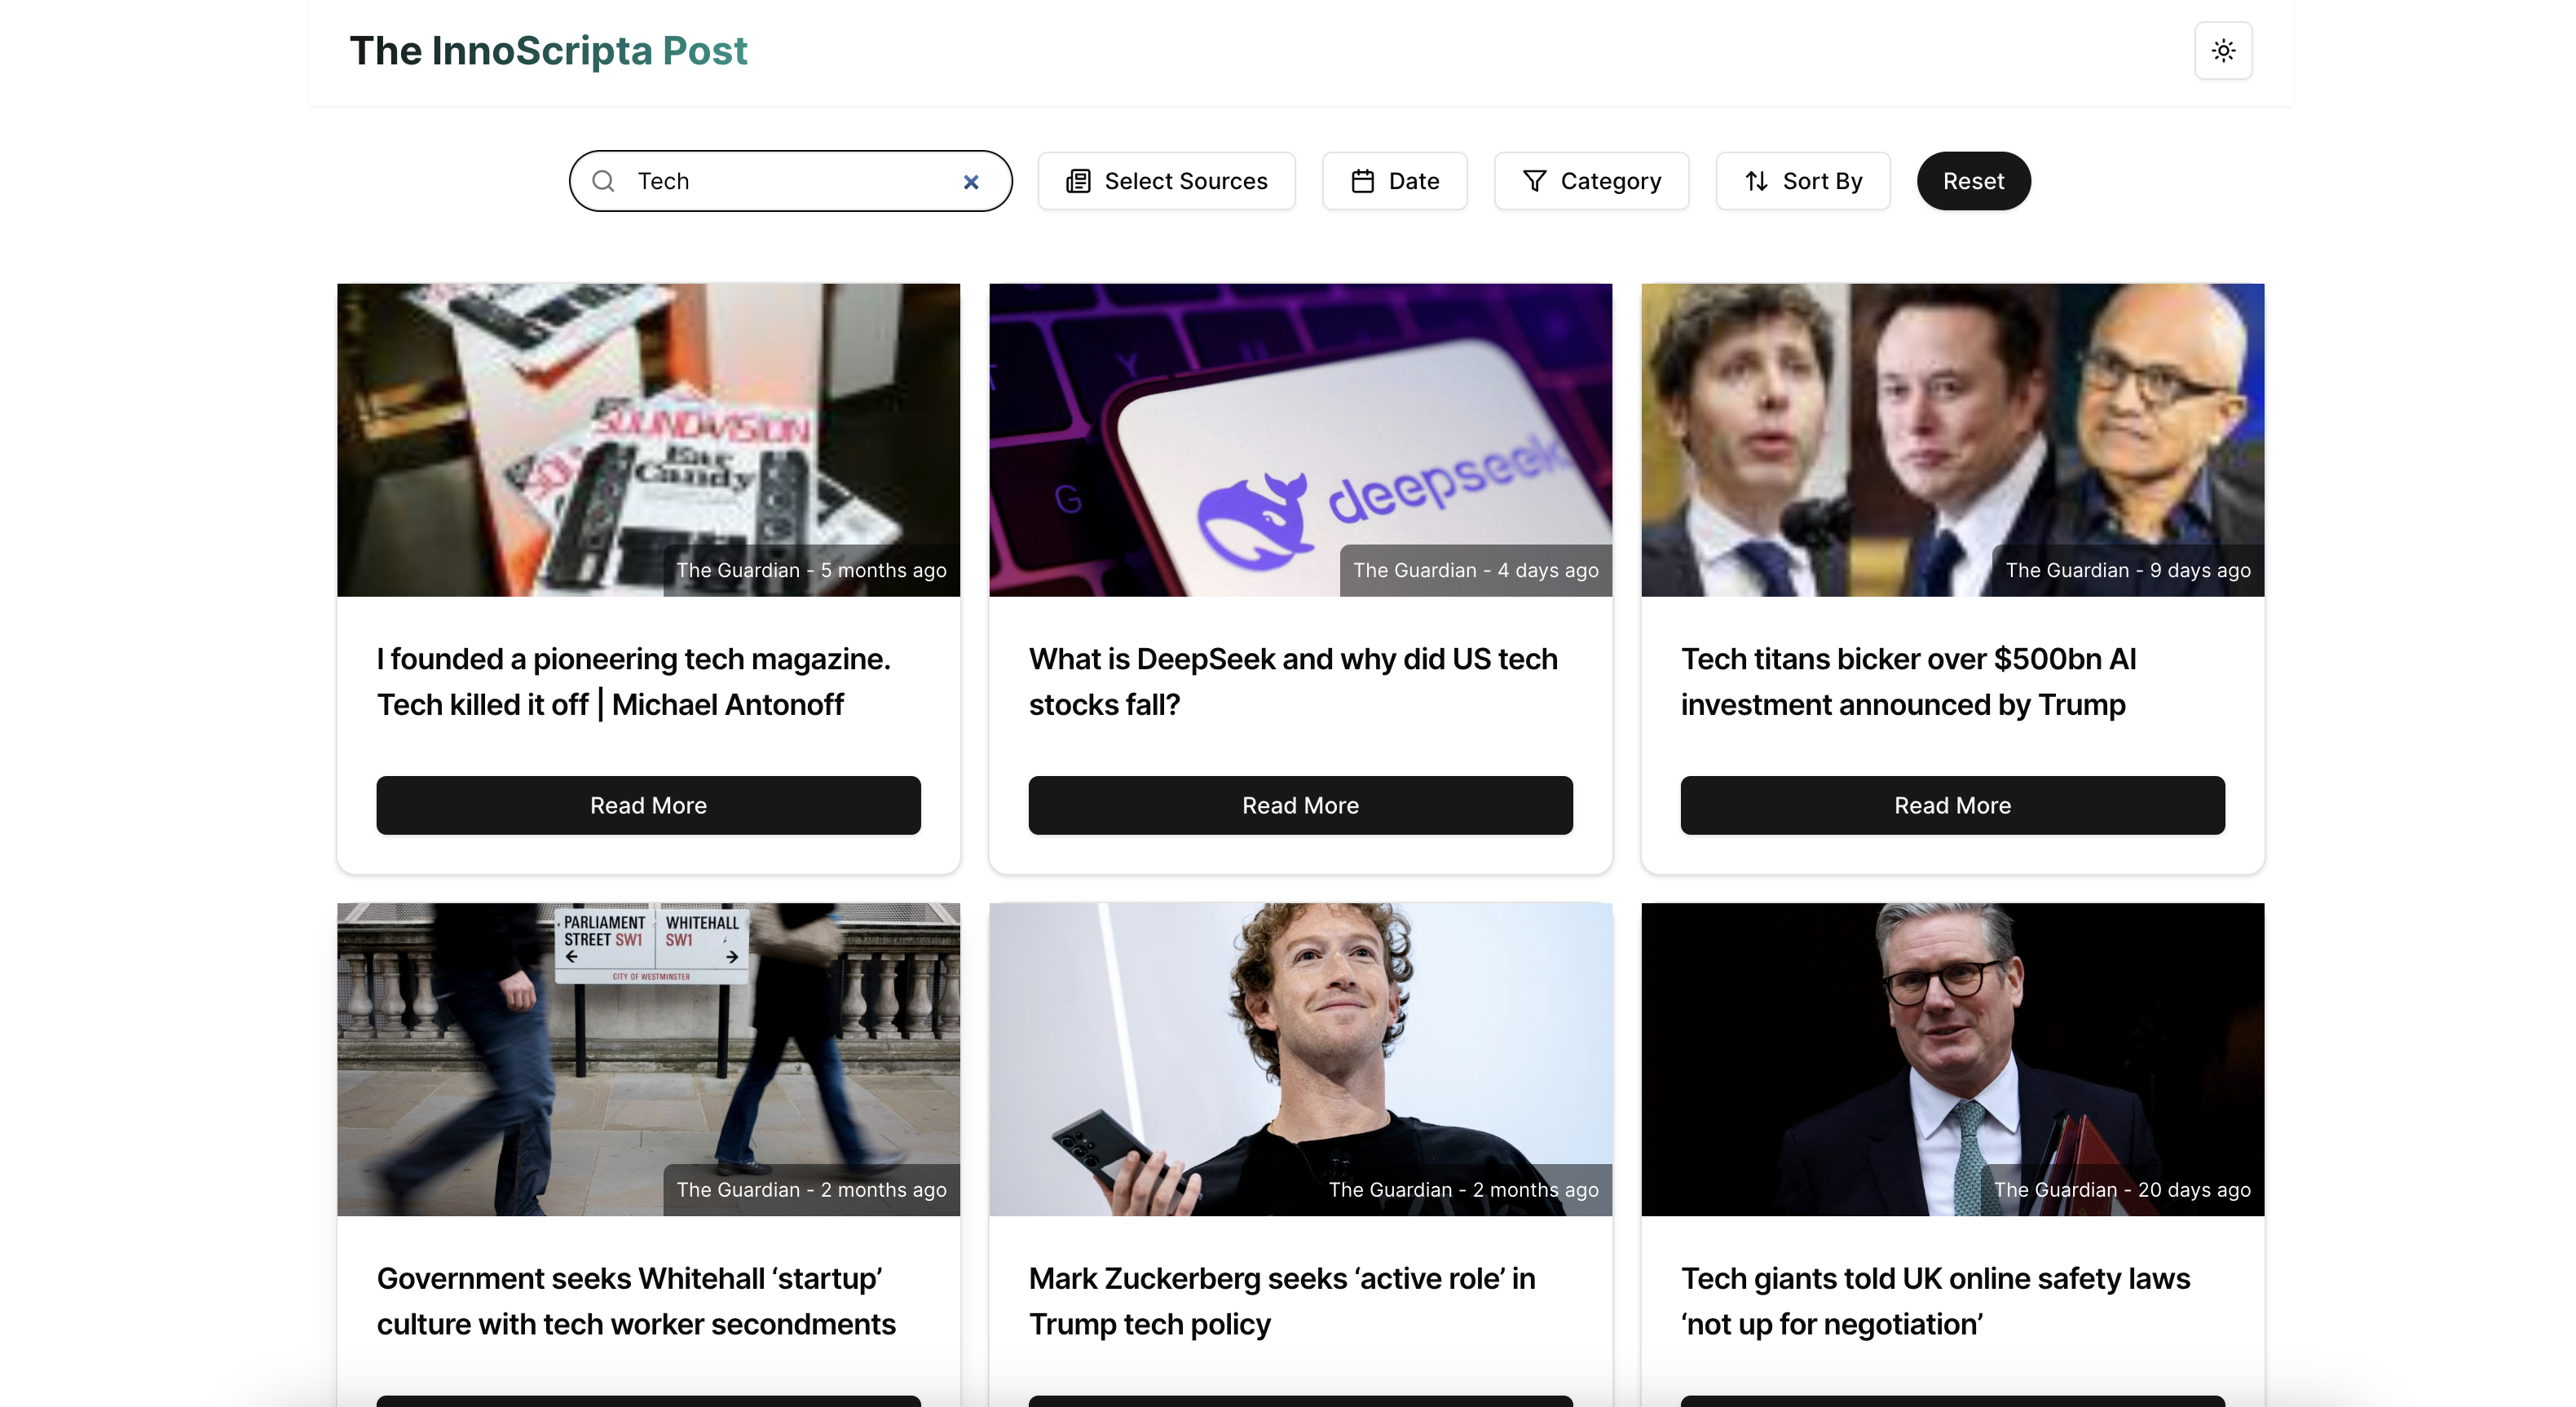 The InnoScripta Post
Tech
Select Sources
Date
Category
Sort By
Reset
SOUND&VISION
Ear
Candy
The Guardian - 5 months ago
I founded a pioneering tech magazine.
Tech killed it off | Michael Antonoff
Read More
Y
G
deepseek
The Guardian - 4 days ago
What is DeepSeek and why did US tech
stocks fall?
Read More
The Guardian - 9 days ago
Tech titans bicker over $500bn AI
investment announced by Trump
Read More
PARLIAMENT
STREET SW1
WHITEHALL
SW1
CITY OF WESTMINSTER
The Guardian - 2 months ago
Government seeks Whitehall ‘startup’
culture with tech worker secondments
The Guardian - 2 months ago
Mark Zuckerberg seeks ‘active role’ in
Trump tech policy
The Guardian - 20 days ago
Tech giants told UK online safety laws
‘not up for negotiation’